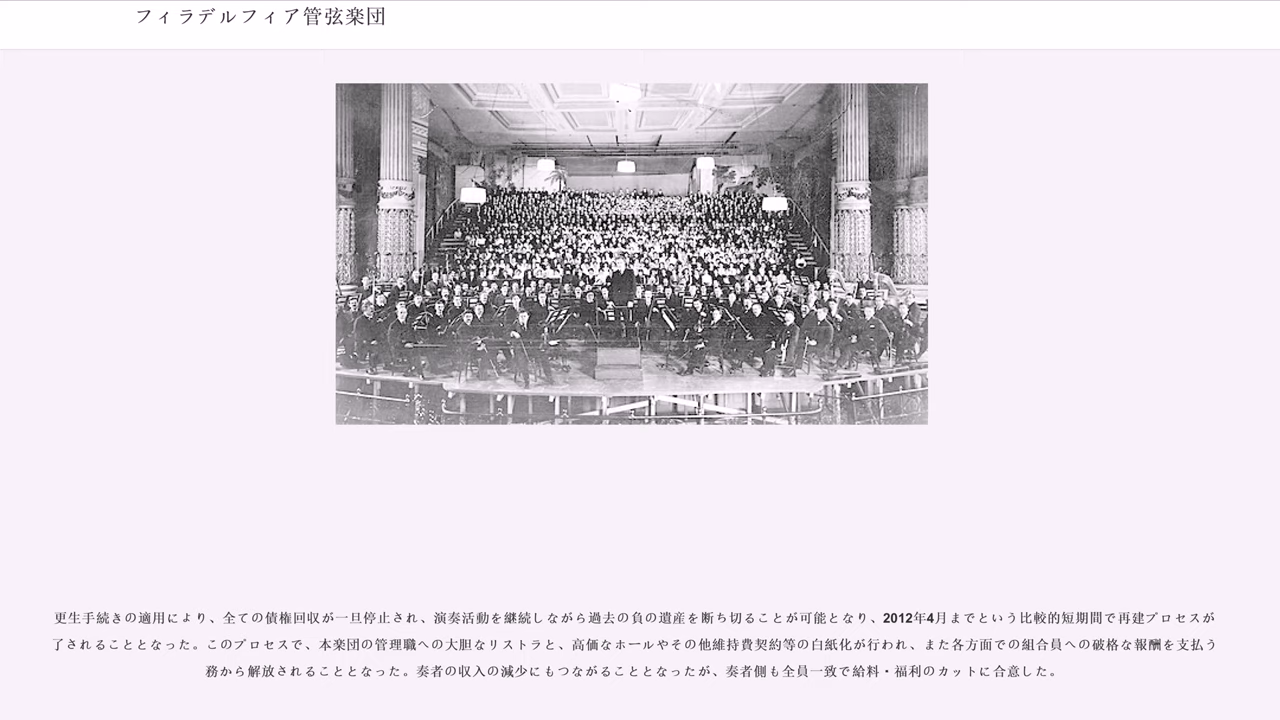 フィラデルフィア管弦楽団
更生手続きの適用により、全ての債権回収が一旦停止され、演奏活動を継続しながら過去の負の遺産を断ち切ることが可能となり、2012年4月までという比較的短期間で再建プロセスが
了されることとなった。このプロセスで、本楽団の管理職への大胆なリストラと、高価なホールやその他維持費契約等の白紙化が行われ、また各方面での組合員への破格な報酬を支払う
務から解放されることとなった。奏者の収入の減少にもつながることとなったが、奏者側も全員一致で給料・福利のカットに合意した。